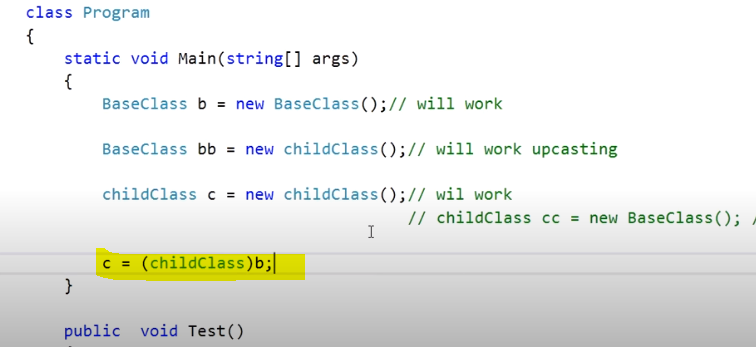 class Program
{
static void Main(string[] args)
{
BaseClass b = new BaseClass();// will work
BaseClass bb = new childClass();// will work upcasting
childClass c = new childClass();// wil work
// childClass cc = new BaseClass(); /
c = (childClass)b;
}
public  void Test()